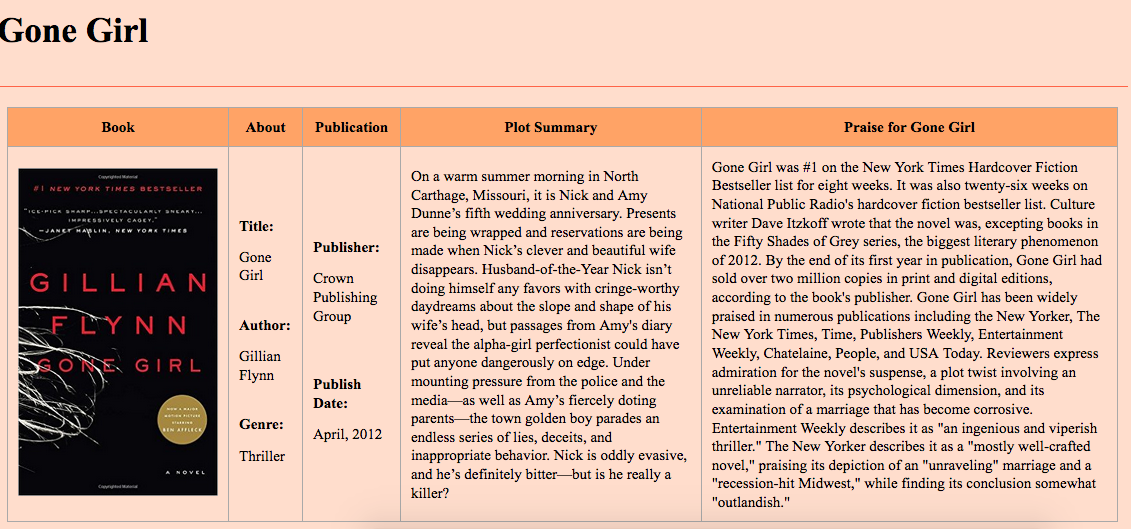 Gone Girl
Book
About
Publication
Plot Summary
Praise for Gone Girl
Copyrighted Material
#1 NEW YORK TIMES BESTSELLER
"ICE-PICK SHARP...SPECTACULARLY SNEAKY...
IMPRESSIVELY CAGEY."
—JANET MASLIN, NEW YORK TIMES
GILLIAN
FLYNN
GONE GIRL
NOW A MAJOR
MOTION PICTURE
STARRING
BEN AFFLECK
A NOVEL
Copyrighted Material
Title:
Gone
Girl
Author:
Gillian
Flynn
Genre:
Thriller
Publisher:
Crown
Publishing
Group
Publish
Date:
April, 2012
On a warm summer morning in North
Carthage, Missouri, it is Nick and Amy
Dunne’s fifth wedding anniversary. Presents
are being wrapped and reservations are being
made when Nick’s clever and beautiful wife
disappears. Husband-of-the-Year Nick isn’t
doing himself any favors with cringe-worthy
daydreams about the slope and shape of his
wife’s head, but passages from Amy's diary
reveal the alpha-girl perfectionist could have
put anyone dangerously on edge. Under
mounting pressure from the police and the
media—as well as Amy’s fiercely doting
parents—the town golden boy parades an
endless series of lies, deceits, and
inappropriate behavior. Nick is oddly evasive,
and he’s definitely bitter—but is he really a
killer?
Gone Girl was #1 on the New York Times Hardcover Fiction
Bestseller list for eight weeks. It was also twenty-six weeks on
National Public Radio's hardcover fiction bestseller list. Culture
writer Dave Itzkoff wrote that the novel was, excepting books in
the Fifty Shades of Grey series, the biggest literary phenomenon
of 2012. By the end of its first year in publication, Gone Girl had
sold over two million copies in print and digital editions,
according to the book's publisher. Gone Girl has been widely
praised in numerous publications including the New Yorker, The
New York Times, Time, Publishers Weekly, Entertainment
Weekly, Chatelaine, People, and USA Today. Reviewers express
admiration for the novel's suspense, a plot twist involving an
unreliable narrator, its psychological dimension, and its
examination of a marriage that has become corrosive.
Entertainment Weekly describes it as "an ingenious and viperish
thriller." The New Yorker describes it as a "mostly well-crafted
novel," praising its depiction of an "unraveling" marriage and a
"recession-hit Midwest," while finding its conclusion somewhat
"outlandish."